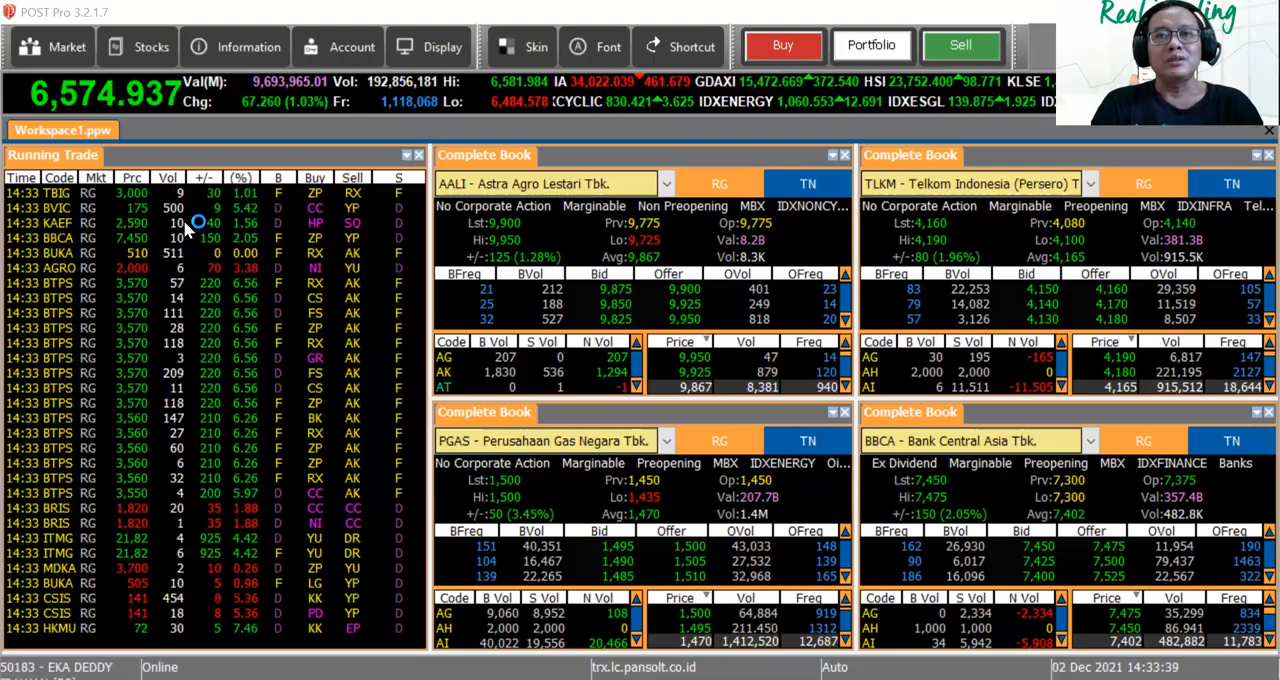 POST Pro 3.2.1.7
Market Stocks Information Account Display Skin Font Shortcut Buy Portfolio Sell
6,574.937 Val(M): 9,693,965.01 Vol: 192,856,181 Hi: 6,581.984 IA 34,022.039 461.679 GDAXI 15,472.669 372.540 HSI 23,752.400 98.771 KLSE 1,
Chg: 67.260 (1.03%) Fr: 1,118,068 Lo: 6,484.578 CYCLIC 830.421 3.625 IDXENERGY 1,060.553 12.691 IDXESGL 139.875 1.925
Workspace1.ppw
Running Trade
Time Code Mkt Prc Vol +/- (%) B Buy Sell S
14:33 TBIG RG 3,000 9 30 1.01 F ZP RX F
14:33 BVIC RG 175 500 9 5.42 D CC YP D
14:33 KAEF RG 2,590 10 40 1.56 D HP SQ D
14:33 BBCA RG 7,450 10 150 2.05 F ZP YP D
14:33 BUKA RG 510 511 0 0.00 F RX AK F
14:33 AGRO RG 2,000 6 70 3.38 D NI YU D
14:33 BTPS RG 3,570 57 220 6.56 F RX AK F
14:33 BTPS RG 3,570 14 220 6.56 D CS AK F
14:33 BTPS RG 3,570 111 220 6.56 D FS AK F
14:33 BTPS RG 3,570 28 220 6.56 F ZP AK F
14:33 BTPS RG 3,570 118 220 6.56 F RX AK F
14:33 BTPS RG 3,570 3 220 6.56 D GR AK F
14:33 BTPS RG 3,570 209 220 6.56 D FS AK F
14:33 BTPS RG 3,570 11 220 6.56 D CS AK F
14:33 BTPS RG 3,570 118 220 6.56 F RX AK F
14:33 BTPS RG 3,560 147 210 6.26 F BK AK F
14:33 BTPS RG 3,560 27 210 6.26 F RX AK F
14:33 BTPS RG 3,560 60 210 6.26 F ZP AK F
14:33 BTPS RG 3,560 6 210 6.26 F ZP AK F
14:33 BTPS RG 3,560 32 210 6.26 F RX AK F
14:33 BTPS RG 3,550 4 200 5.97 D CC AK F
14:33 BRIS RG 1,820 20 35 1.88 D CC CC D
14:33 BRIS RG 1,820 1 35 1.88 D NI CC D
14:33 ITMG RG 21,82 4 925 4.42 D YU DR D
14:33 ITMG RG 21,82 6 925 4.42 F YU DR D
14:33 MDKA RG 3,700 2 10 0.26 D ZP YU D
14:33 BUKA RG 505 10 5 0.98 F LG YP D
14:33 CSIS RG 141 454 8 5.36 D KK YP D
14:33 CSIS RG 141 18 8 5.36 D PD YP D
14:33 HKMU RG 72 30 5 7.46 D KK EP D
Complete Book
AALI - Astra Agro Lestari Tbk. RG TN
No Corporate Action Marginable Non Preopening MBX IDXNONCY...
Lst:9,900 Prv:9,775 Op:9,775
Hi:9,950 Lo:9,725 Val:8.2B
+/-:125 (1.28%) Avg:9,867 Vol:8.3K
BFreq BVol Bid Offer OVol OFreq
21 212 9,875 9,900 401 23
25 188 9,850 9,925 249 14
32 527 9,825 9,950 818 20
Code B Vol S Vol N Vol Price Vol Freq
AG 207 0 207 9,950 47 14
AK 1,830 536 1,294 9,925 879 120
AT 0 1 -1 9,867 8,381 940
Complete Book
TLKM - Telkom Indonesia (Persero) T RG TN
No Corporate Action Marginable Preopening MBX IDXINFRA Tel...
Lst:4,160 Prv:4,080 Op:4,140
Hi:4,190 Lo:4,100 Val:381.3B
+/-:80 (1.96%) Avg:4,165 Vol:915.5K
BFreq BVol Bid Offer OVol OFreq
83 22,253 4,150 4,160 29,359 105
79 14,082 4,140 4,170 11,519 57
57 3,126 4,130 4,180 8,507 33
Code B Vol S Vol N Vol Price Vol Freq
AG 30 195 -165 4,190 6,817 147
AH 2,000 2,000 0 4,180 221,195 2127
AI 6 11,511 -11,505 4,165 915,512 18,644
Complete Book
PGAS - Perusahaan Gas Negara Tbk. RG TN
No Corporate Action Marginable Preopening MBX IDXENERGY Oi...
Lst:1,500 Prv:1,450 Op:1,450
Hi:1,500 Lo:1,435 Val:207.7B
+/-:50 (3.45%) Avg:1,470 Vol:1.4M
BFreq BVol Bid Offer OVol OFreq
151 40,351 1,495 1,500 43,033 148
104 16,467 1,490 1,505 27,532 139
139 22,265 1,485 1,510 32,968 165
Code B Vol S Vol N Vol Price Vol Freq
AG 9,060 8,952 108 1,500 64,884 919
AH 2,000 2,000 0 1,495 211,450 1312
AI 40,022 19,556 20,466 1,470 1,412,520 12,687
Complete Book
BBCA - Bank Central Asia Tbk. RG TN
Ex Dividend Marginable Preopening MBX IDXFINANCE Banks
Lst:7,450 Prv:7,300 Op:7,375
Hi:7,475 Lo:7,300 Val:357.4B
+/-:150 (2.05%) Avg:7,402 Vol:482.8K
BFreq BVol Bid Offer OVol OFreq
162 26,930 7,450 7,475 11,954 190
90 6,017 7,425 7,500 24,563 427
186 16,096 7,400 7,525 22,567 322
Code B Vol S Vol N Vol Price Vol Freq
AG 0 2,334 -2,334 7,475 35,299 834
AH 1,000 1,000 0 7,450 86,941 2339
AI 34 5,942 -5,908 7,402 482,882 11,783
50183 - EKA DEDDY Online trx.lc.pansolt.co.id Auto 02 Dec 2021 14:33:39